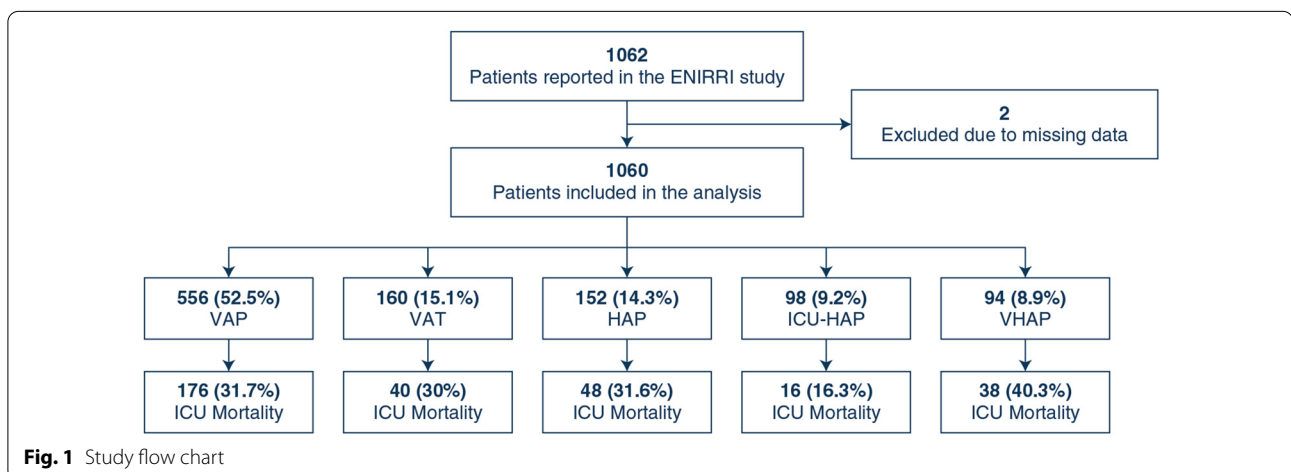 1062
Patients reported in the ENIRRI study
2
Excluded due to missing data
1060
Patients included in the analysis
556 (52.5%)
VAP
160 (15.1%)
VAT
152 (14.3%)
HAP
98 (9.2%)
ICU-HAP
94 (8.9%)
VHAP
176 (31.7%)
ICU Mortality
40 (30%)
ICU Mortality
48 (31.6%)
ICU Mortality
16 (16.3%)
ICU Mortality
38 (40.3%)
ICU Mortality
Fig. 1 Study flow chart